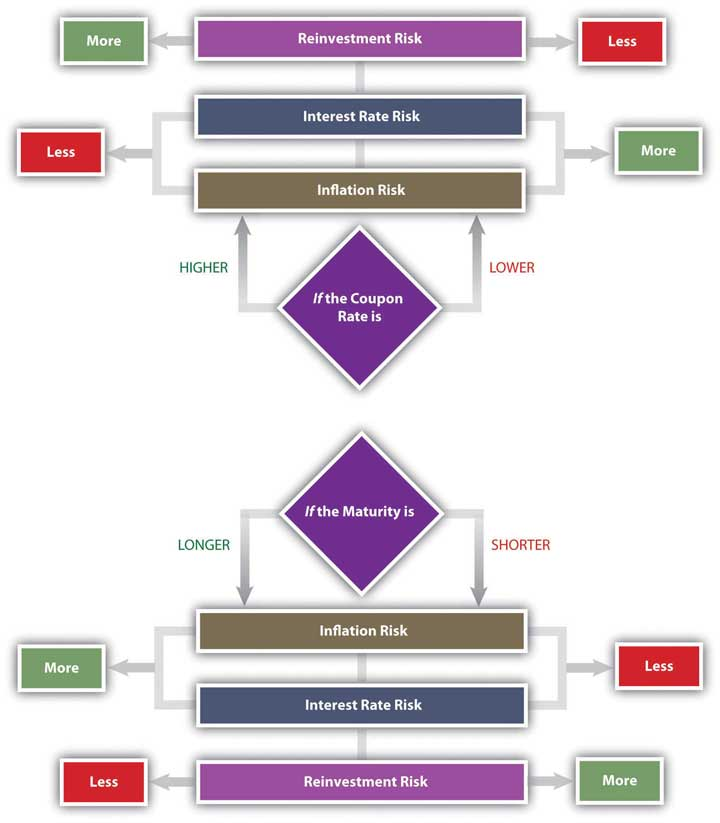 More
Reinvestment Risk
Less
Interest Rate Risk
Less
More
Inflation Risk
HIGHER
LOWER
If the Coupon
Rate is
If the Maturity is
LONGER
SHORTER
Inflation Risk
More
Less
Interest Rate Risk
Less
Reinvestment Risk
More